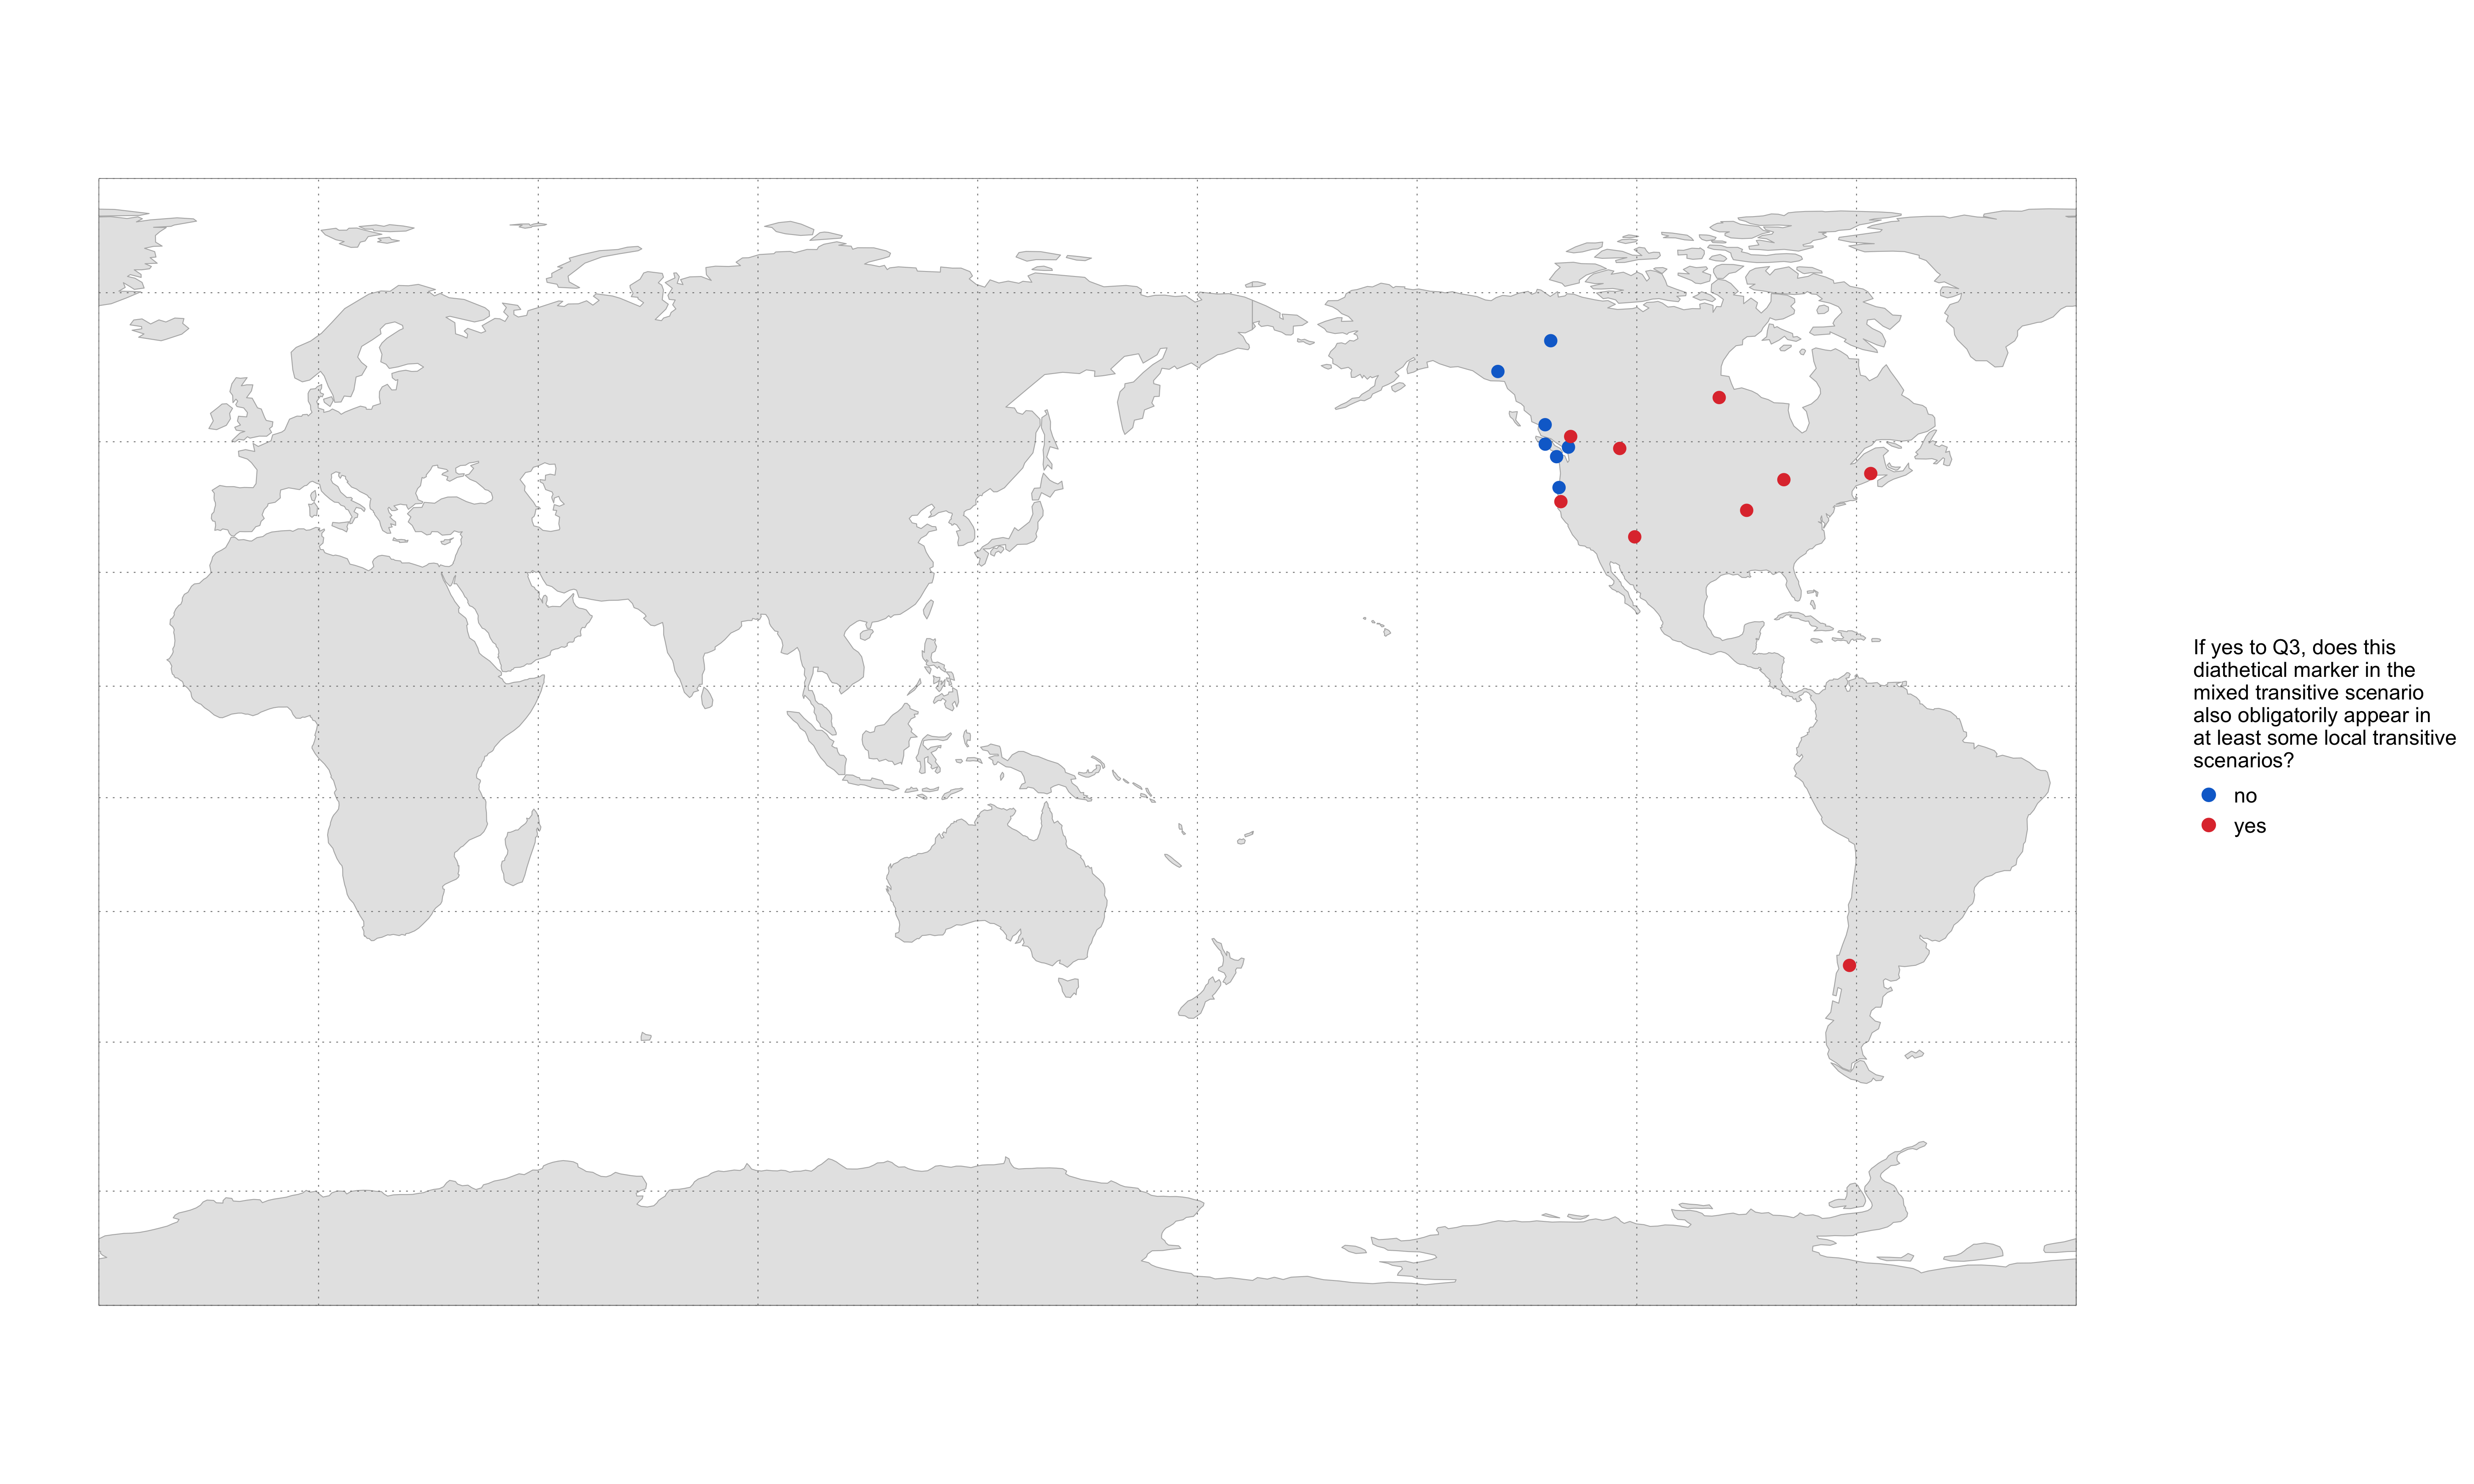 If yes to Q3, does this
diathetical marker in the
mixed transitive scenario
also obligatorily appear in
at least some local transitive
scenarios?
no
yes